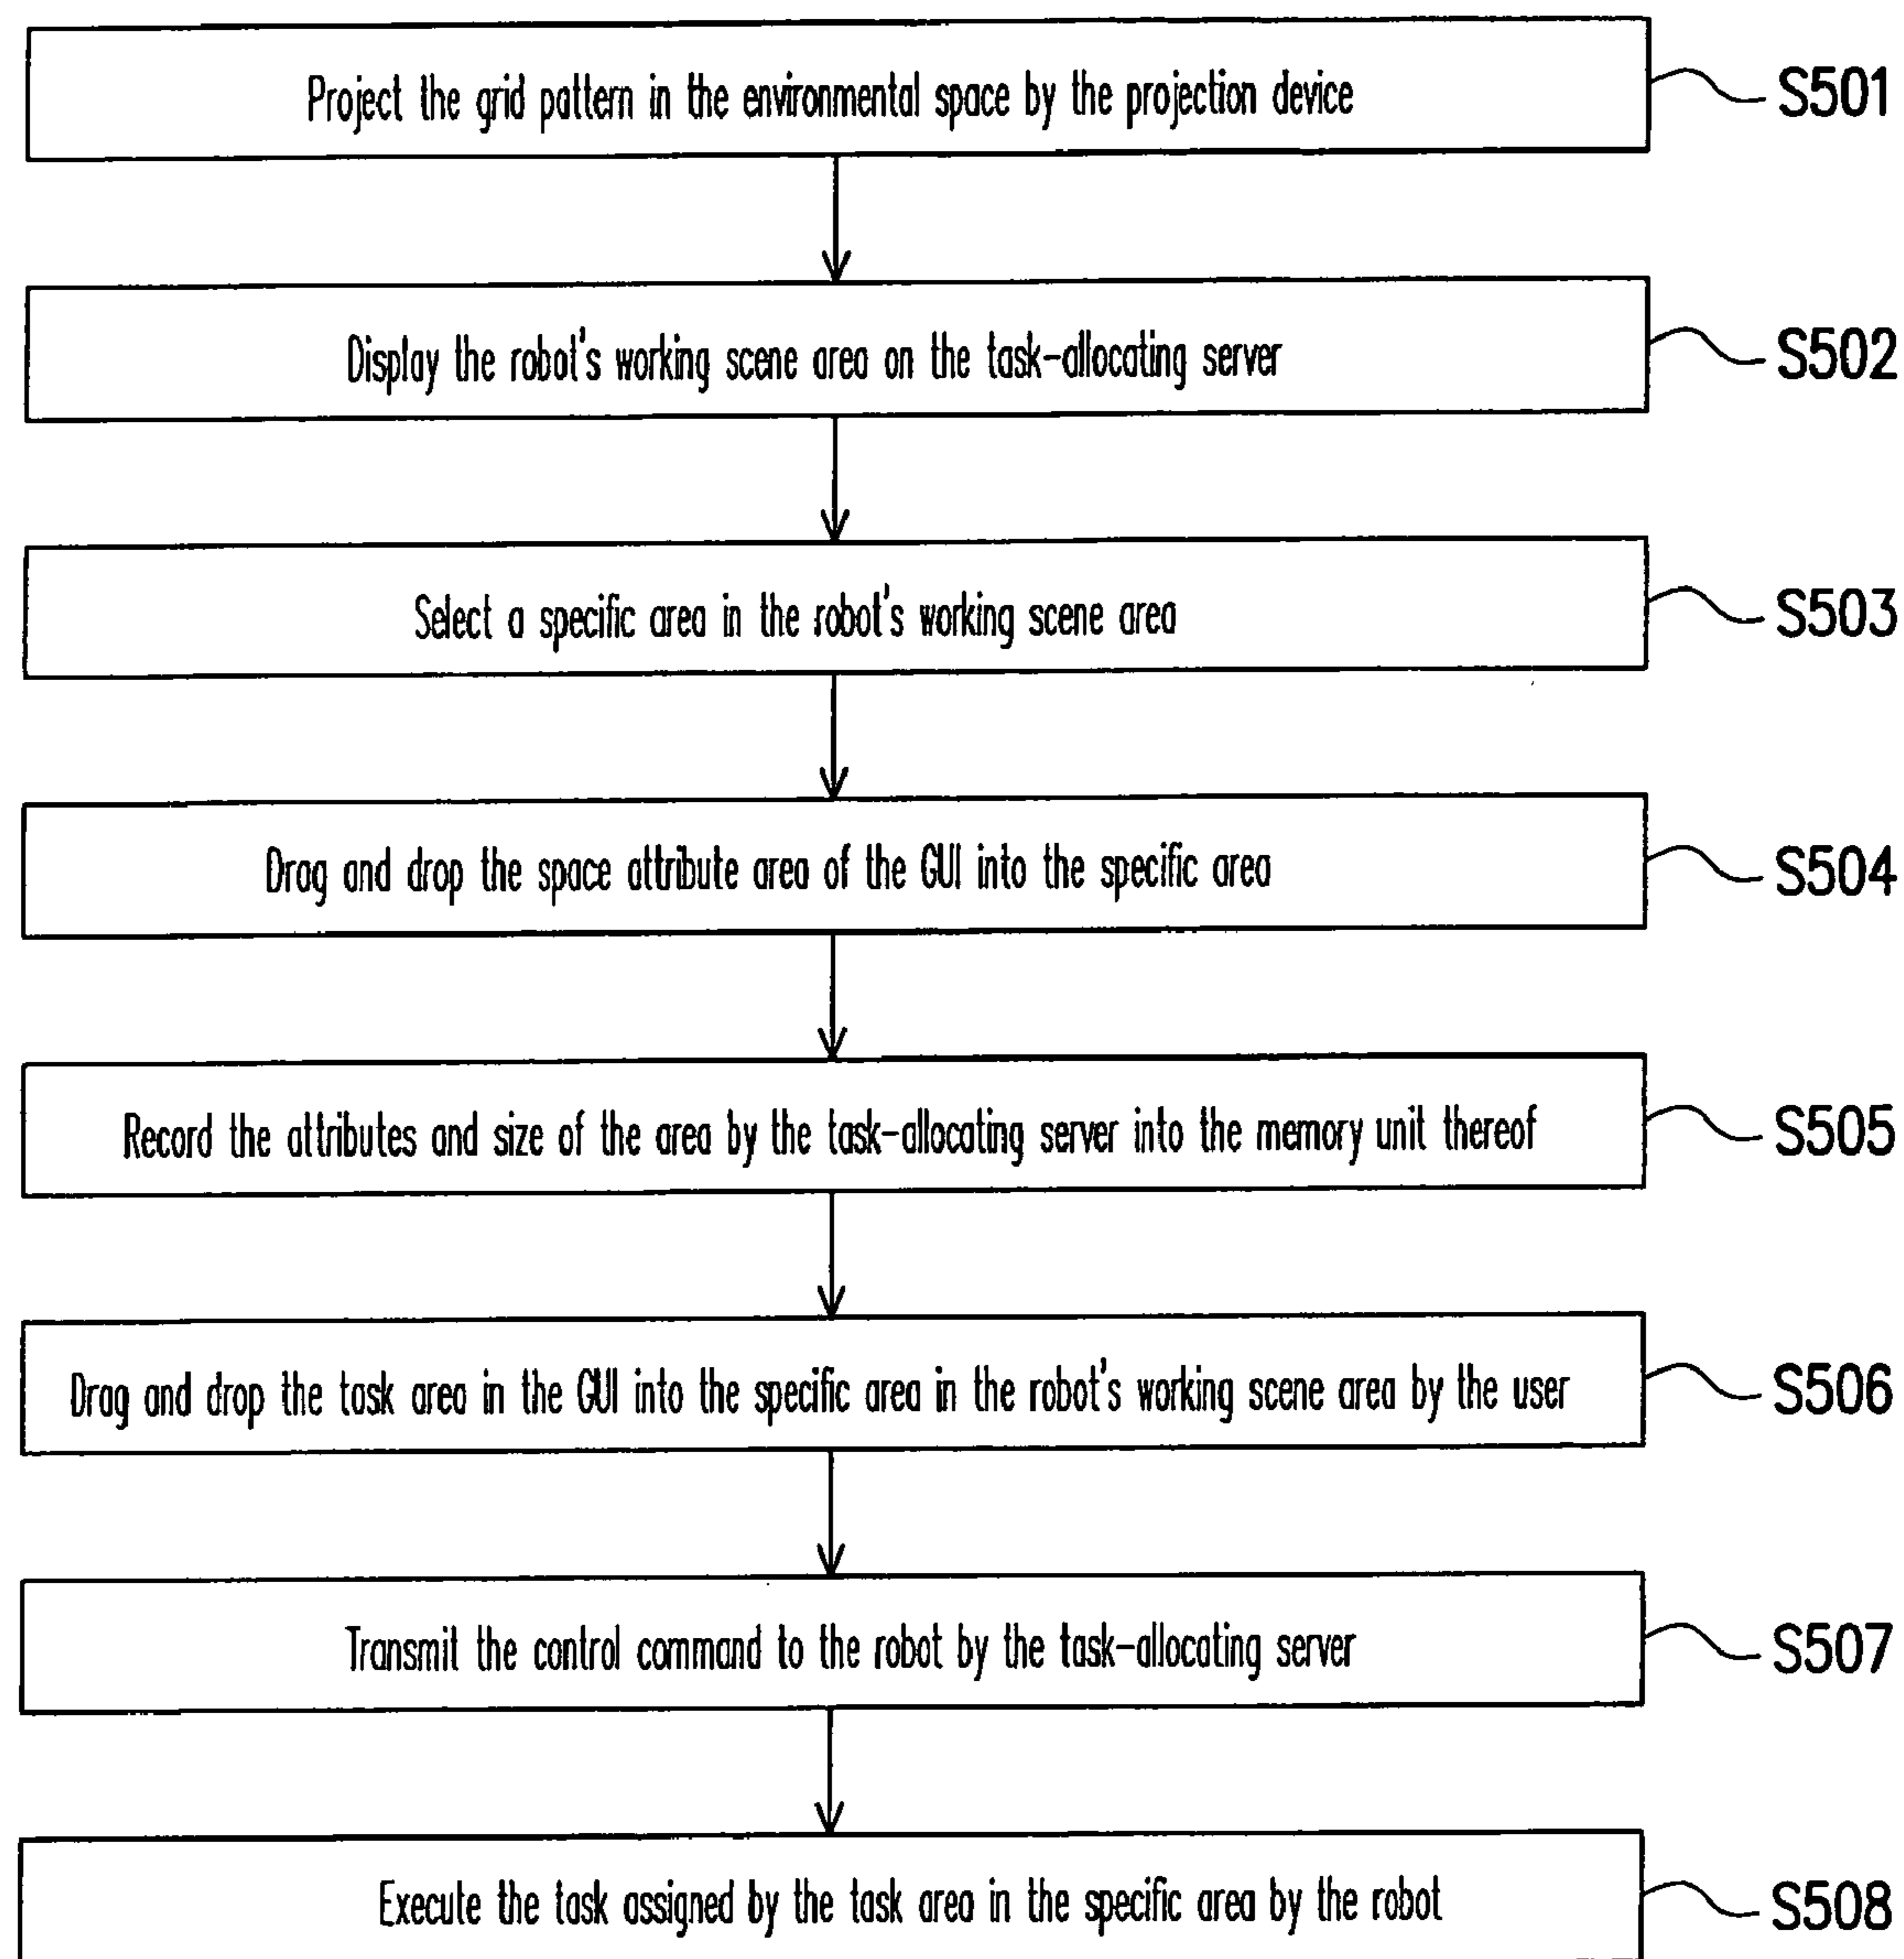 Project the grid pattern in the environmental space by the projection device S501
Display the robot's working scene area on the task-allocating server S502
Select a specific area in the robot's working scene area S503
Drag and drop the space attribute area of the GUI into the specific area S504
Record the attributes and size of the area by the task-allocating server into the memory unit thereof S505
Drag and drop the task area in the GUI into the specific area in the robot's working scene area by the user S506
Transmit the control command to the robot by the task-allocating server S507
Execute the task assigned by the task area in the specific area by the robot S508